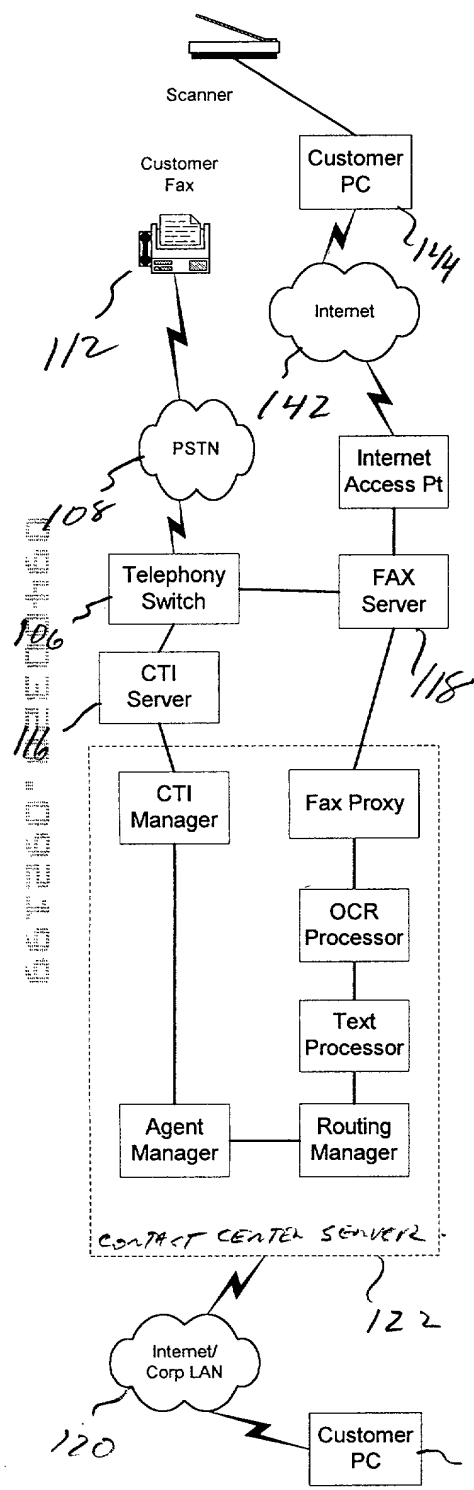 Scanner
Customer
Fax
Customer
PC
144
112
Internet
142
PSTN
108
Internet
Access Pt
Telephony
Switch
106
FAX
Server
118
CTI
Server
116
CTI
Manager
Fax Proxy
OCR
Processor
Text
Processor
Agent
Manager
Routing
Manager
CONTACT CENTER SERVER
122
Internet/
Corp LAN
120
Customer
PC